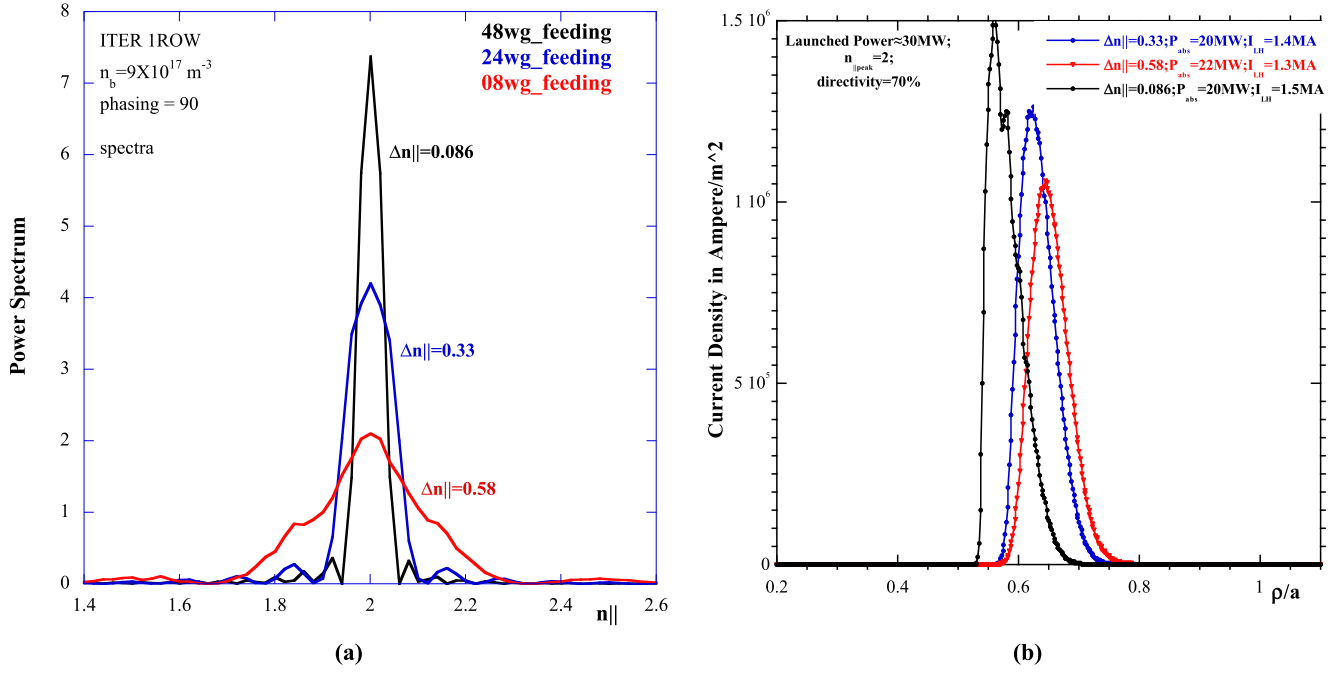 48wg_feeding
24wg_feeding
08wg_feeding
ITER 1ROW
n_b=9X10^17 m^-3
phasing = 90
spectra
Δn||=0.086
Δn||=0.33
Δn||=0.58
Power Spectrum
8
7
6
5
4
3
2
1
0
1.4 1.6 1.8 2 2.2 2.4 2.6
n||
(a)
Launched Power≈30MW;
n_||peak=2;
directivity=70%
Δn||=0.33;P_abs=20MW;I_LH=1.4MA
Δn||=0.58;P_abs=22MW;I_LH=1.3MA
Δn||=0.086;P_abs=20MW;I_LH=1.5MA
Current Density in Ampere/m^2
1.5 10^6
1 10^6
5 10^5
0
0.2 0.4 0.6 0.8 1
ρ/a
(b)